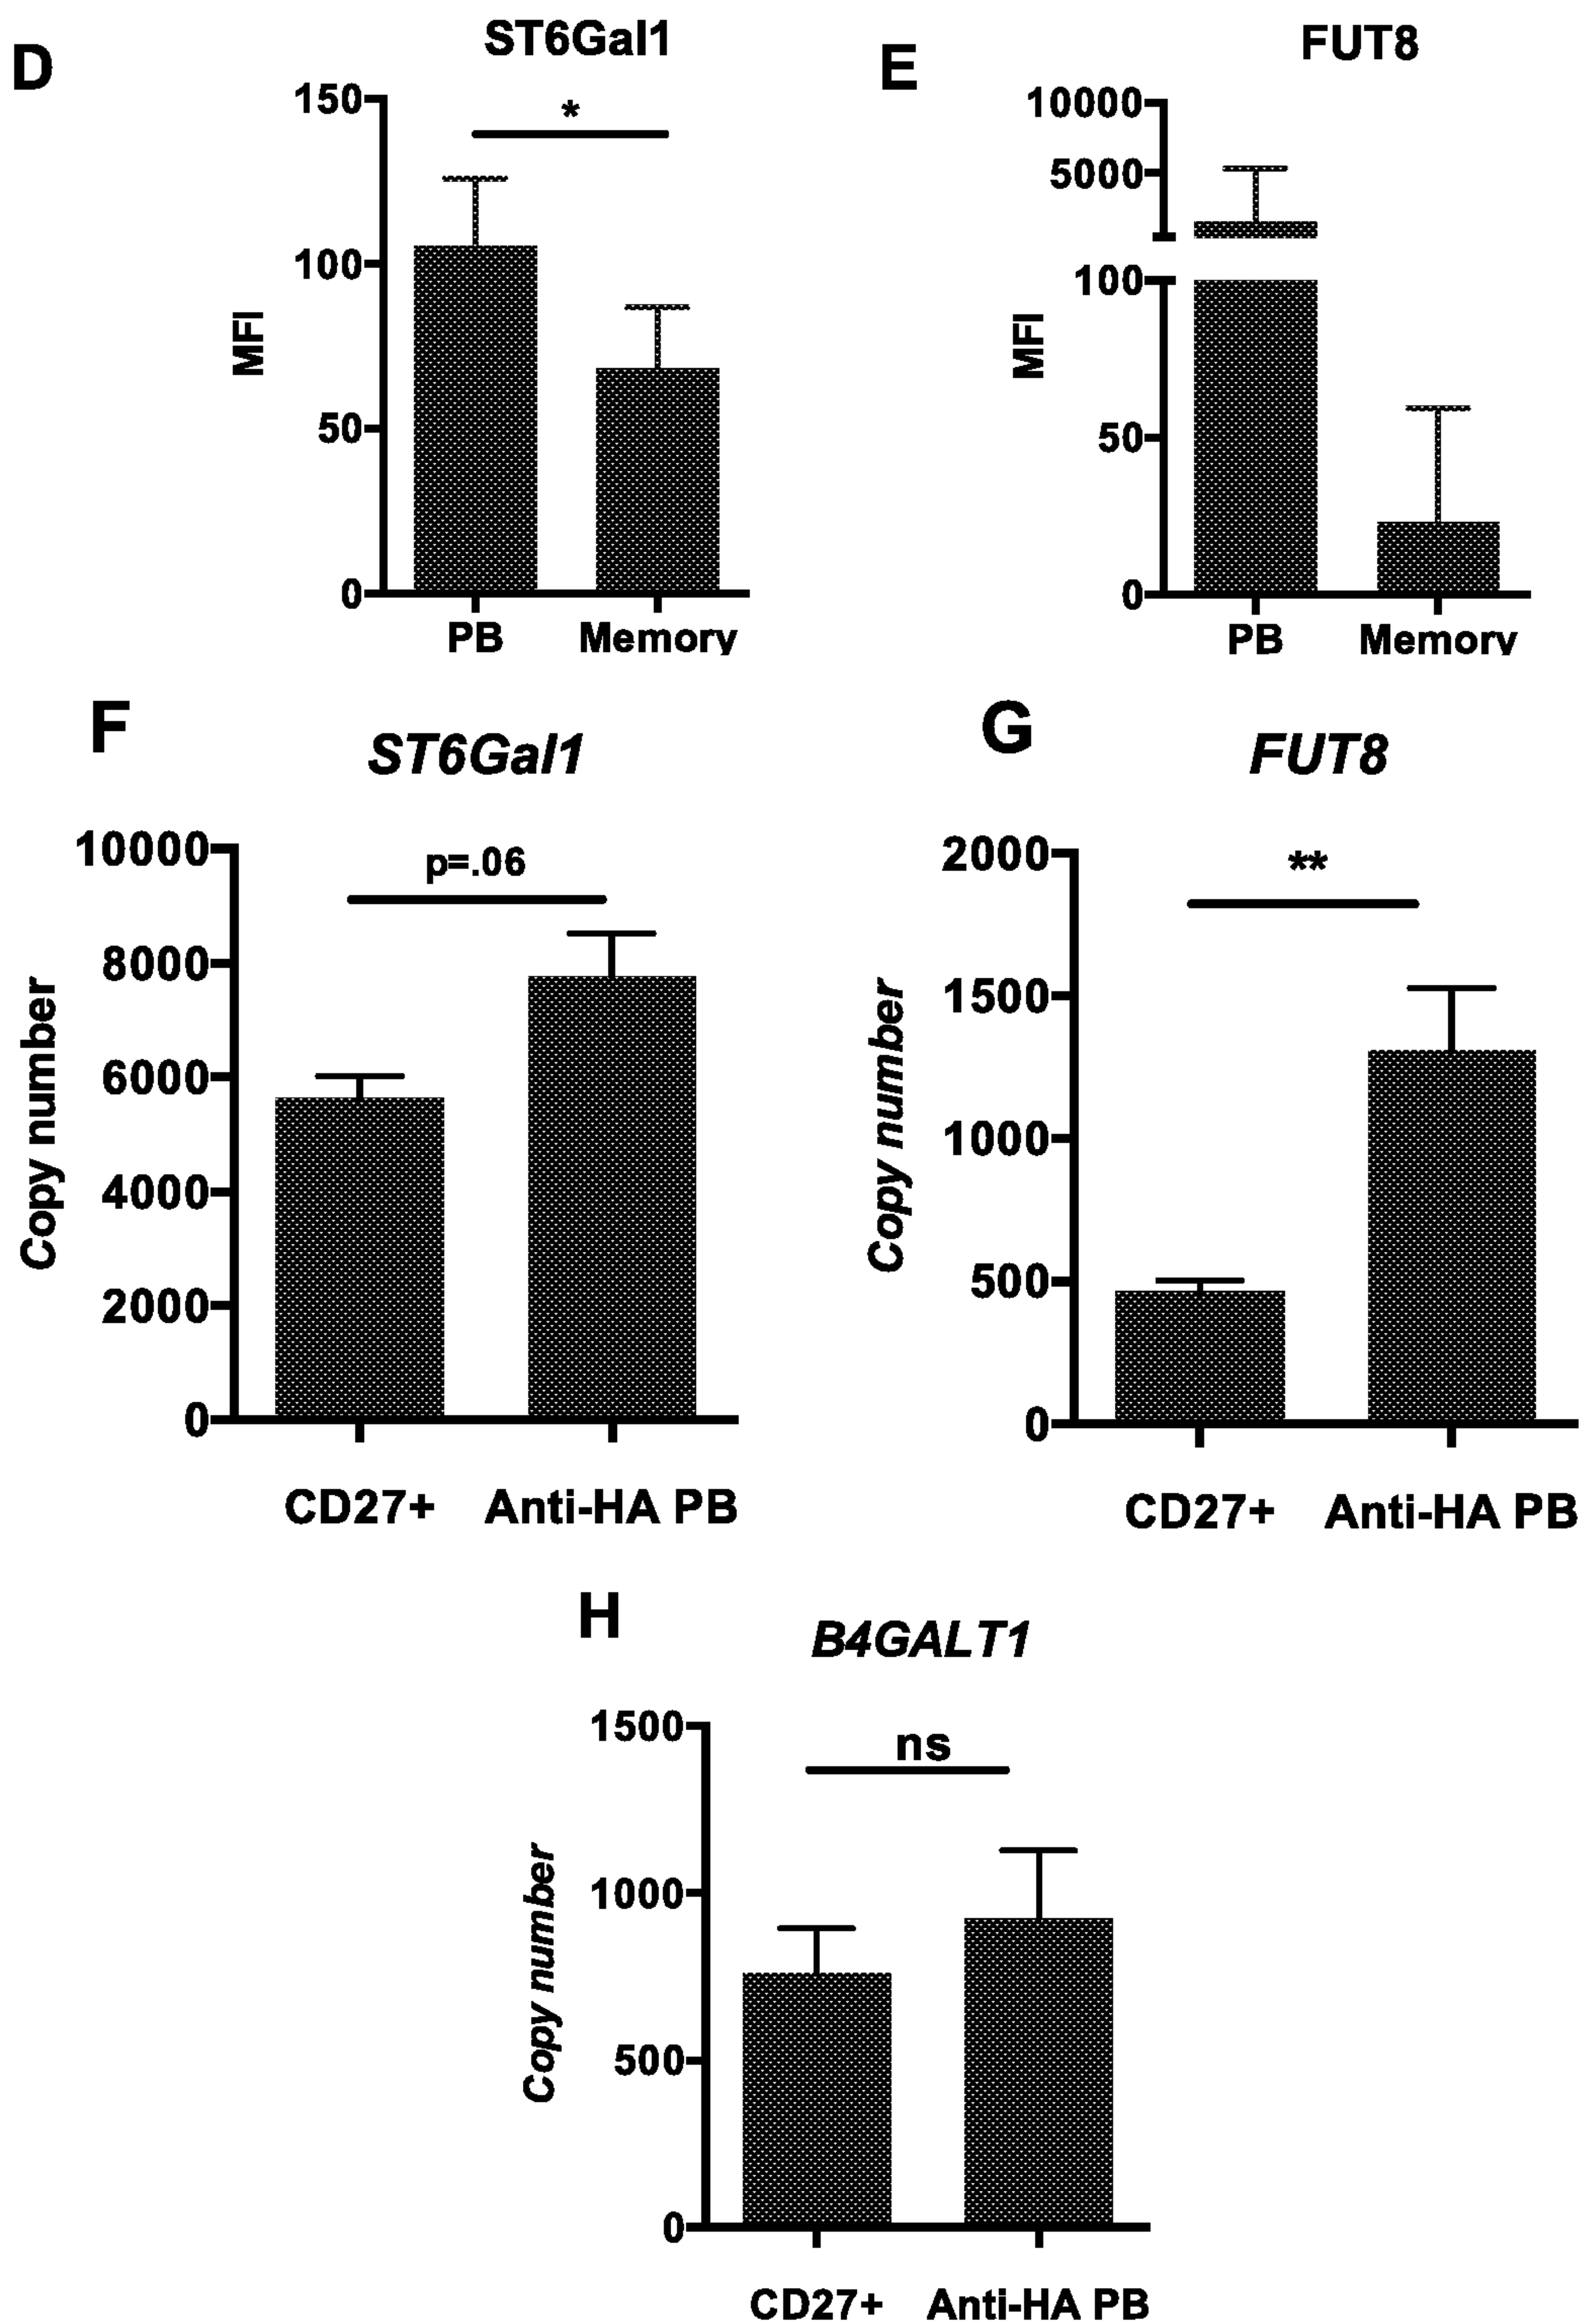 D
ST6Gal1
*
150
100
50
0
MFI
PB Memory
E
FUT8
10000
5000
100
50
0
MFI
PB Memory
F
ST6Gal1
p=.06
10000
8000
6000
4000
2000
0
Copy number
CD27+ Anti-HA PB
G
FUT8
**
2000
1500
1000
500
0
Copy number
CD27+ Anti-HA PB
H
B4GALT1
ns
1500
1000
500
0
Copy number
CD27+ Anti-HA PB